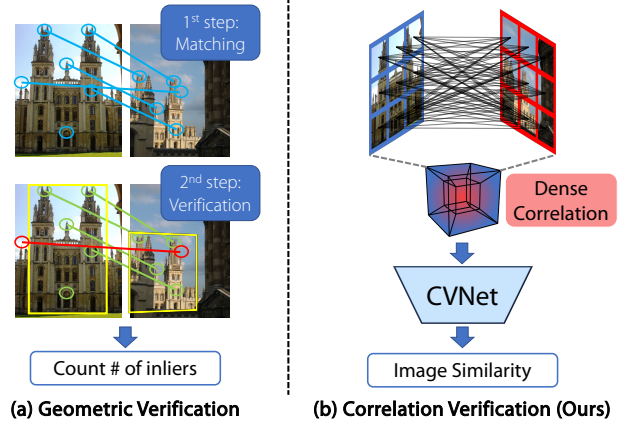 1st step:
Matching
2nd step:
Verification
Count # of inliers
(a) Geometric Verification
Dense
Correlation
CVNet
Image Similarity
(b) Correlation Verification (Ours)